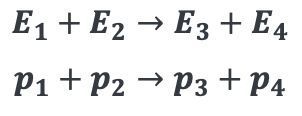 E₁ + E₂ → E₃ + E₄
p₁ + p₂ → p₃ + p₄